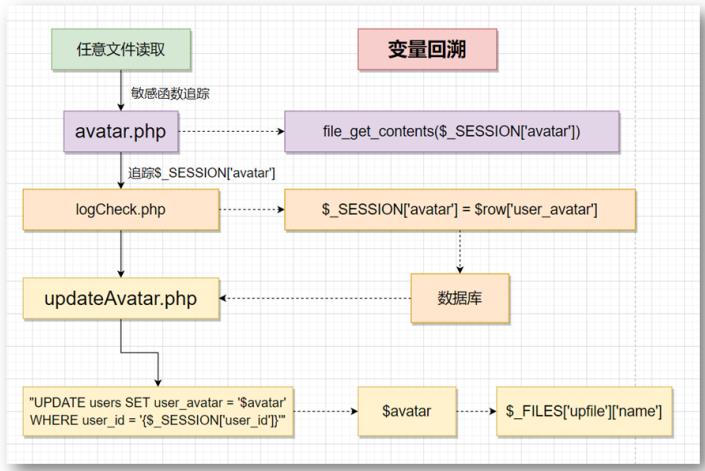 任意文件读取
变量回溯
敏感函数追踪
avatar.php
file_get_contents($_SESSION['avatar'])
追踪$_SESSION['avatar']
logCheck.php
$_SESSION['avatar'] = $row['user_avatar']
updateAvatar.php
数据库
"UPDATE users SET user_avatar = '$avatar'
WHERE user_id = '{$_SESSION['user_id']}'"
$avatar
$_FILES['upfile']['name']